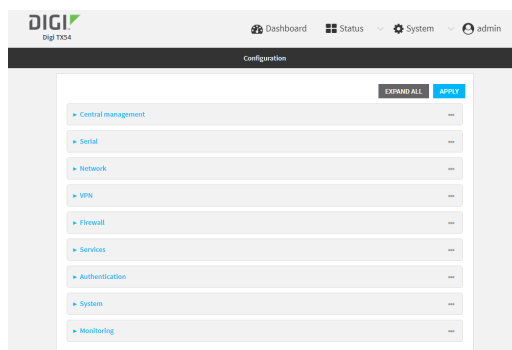 DIGI
Digi TX54
Dashboard
Status
System
admin
Configuration
EXPAND ALL
APPLY
Central management
Serial
Network
VPN
Firewall
Services
Authentication
System
Monitoring